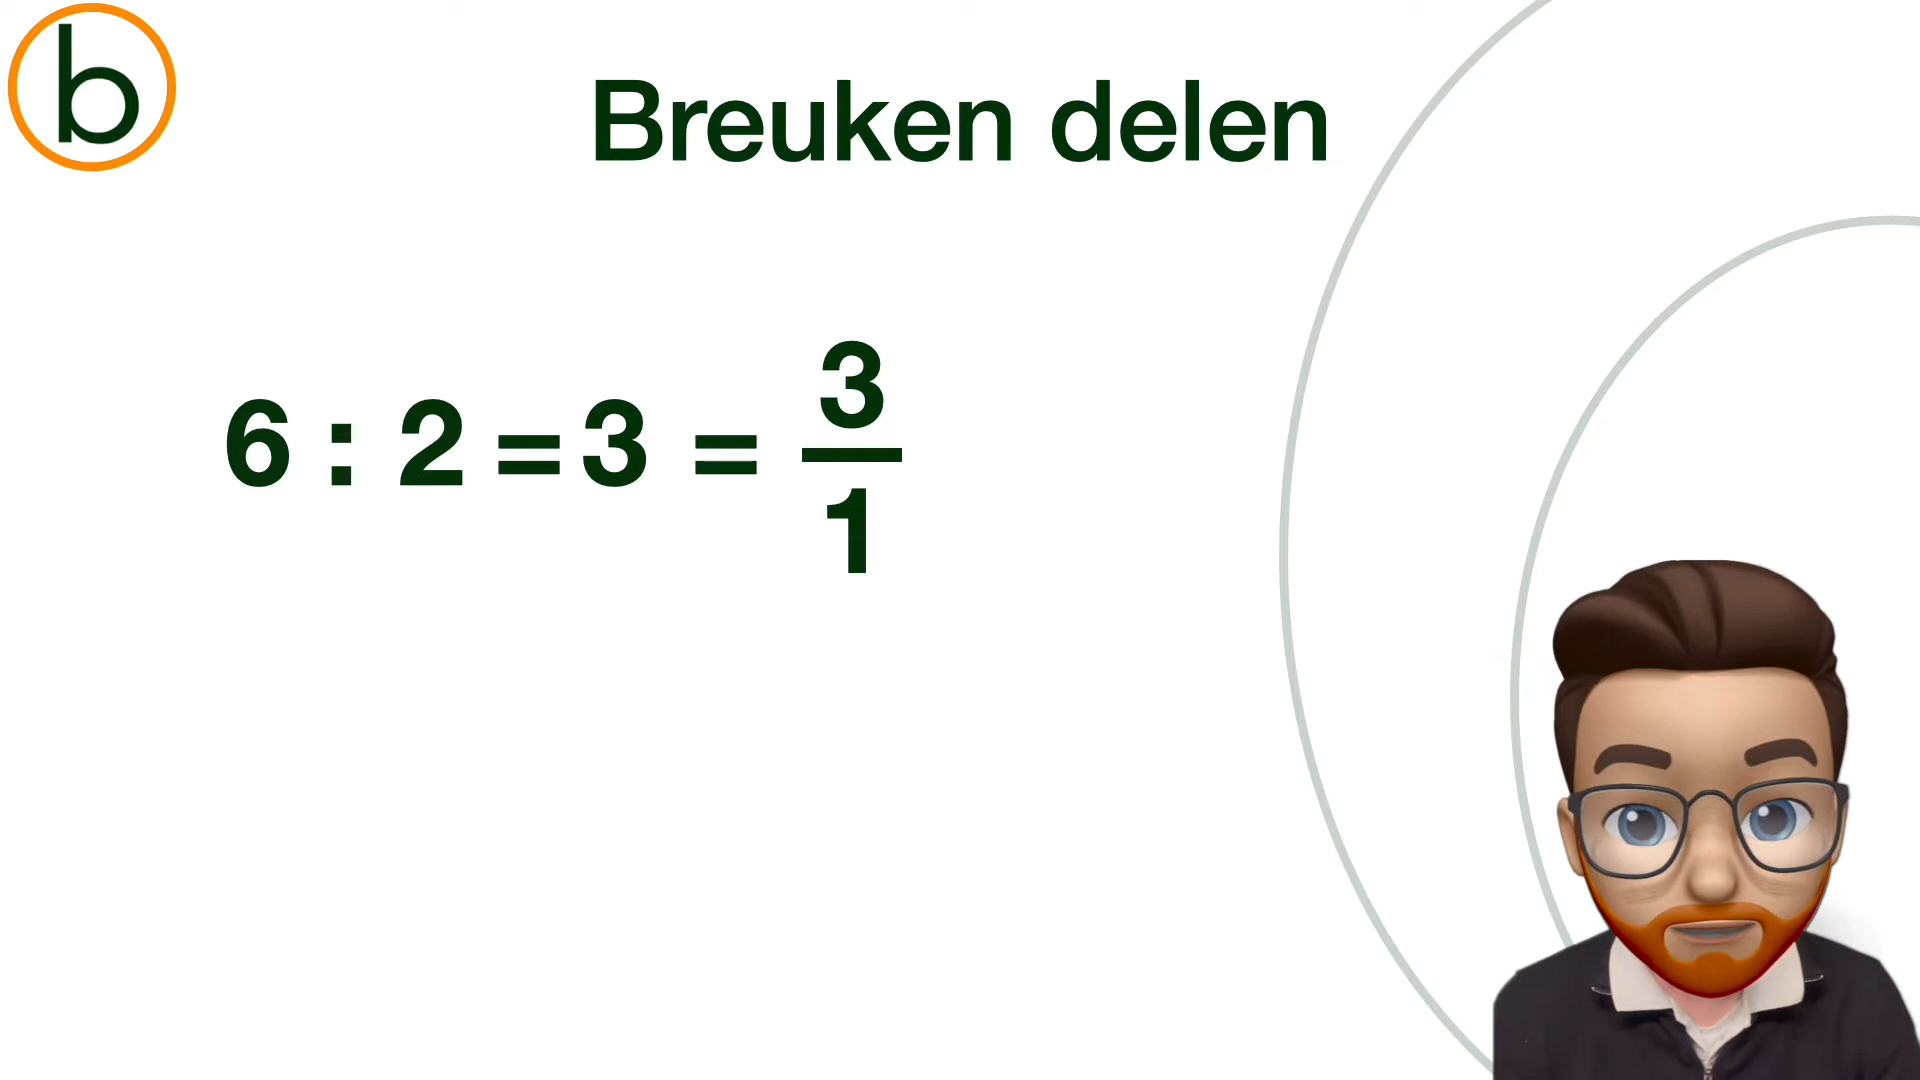 b
Breuken delen
6 : 2 = 3 = 3/1